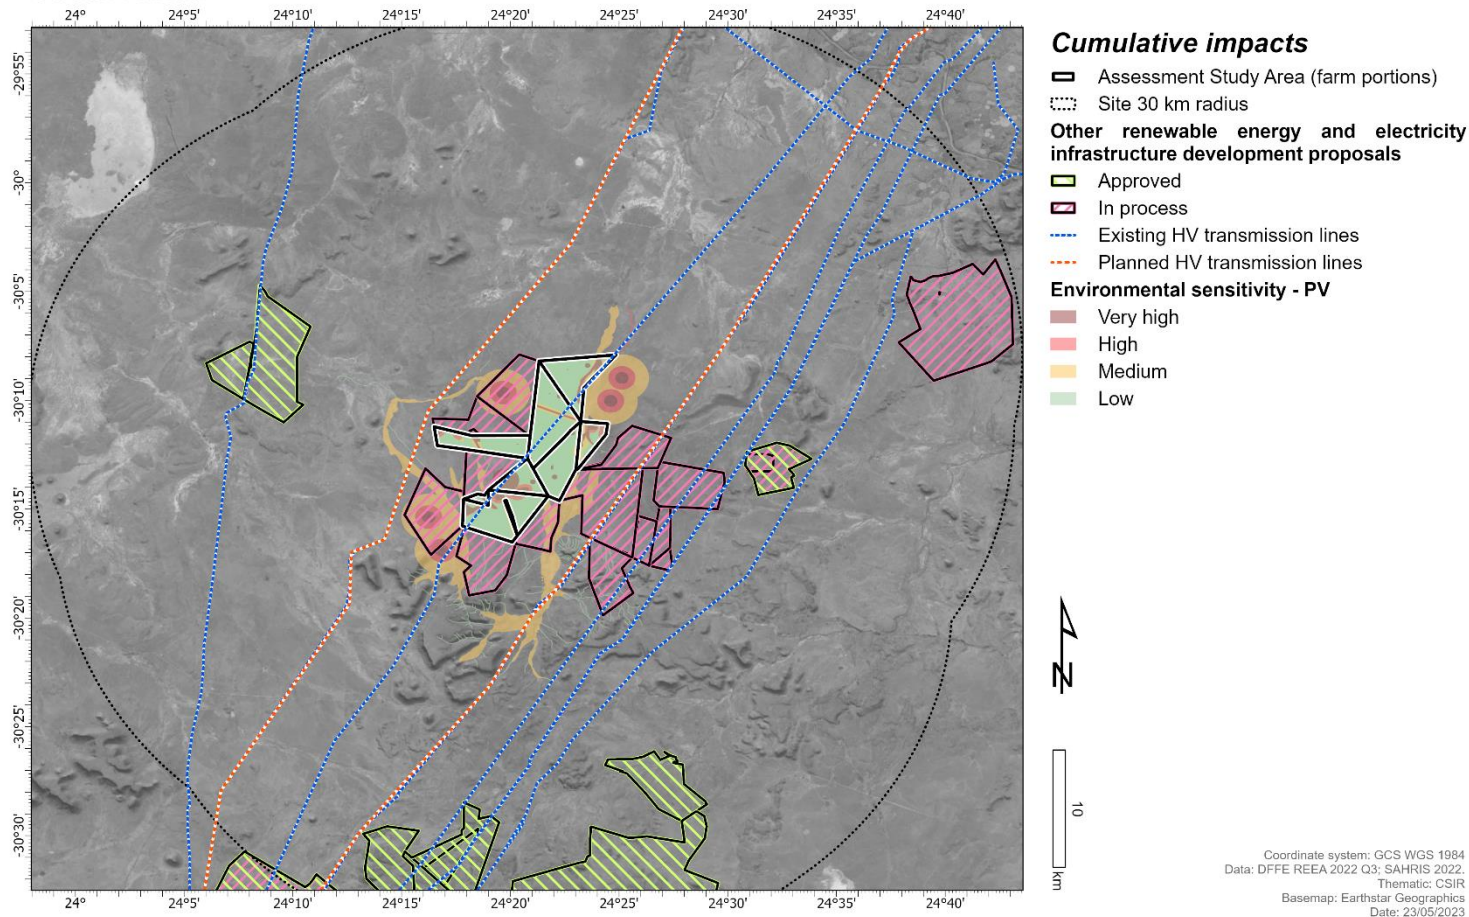 24°0' 24°5' 24°10' 24°15' 24°20' 24°25' 24°30' 24°35' 24°40'
-29°55'
-30°
-30°5'
-30°10'
-30°15'
-30°20'
-30°25'
-30°30'
24°0' 24°5' 24°10' 24°15' 24°20' 24°25' 24°30' 24°35' 24°40'
Cumulative impacts
Assessment Study Area (farm portions)
Site 30 km radius
Other renewable energy and electricity
infrastructure development proposals
Approved
In process
Existing HV transmission lines
Planned HV transmission lines
Environmental sensitivity - PV
Very high
High
Medium
Low
N
10
km
Coordinate system: GCS WGS 1984
Data: DFFE REEA 2022 Q3; SAHRIS 2022.
Thematic: CSIR
Basemap: Earthstar Geographics
Date: 23/05/2023